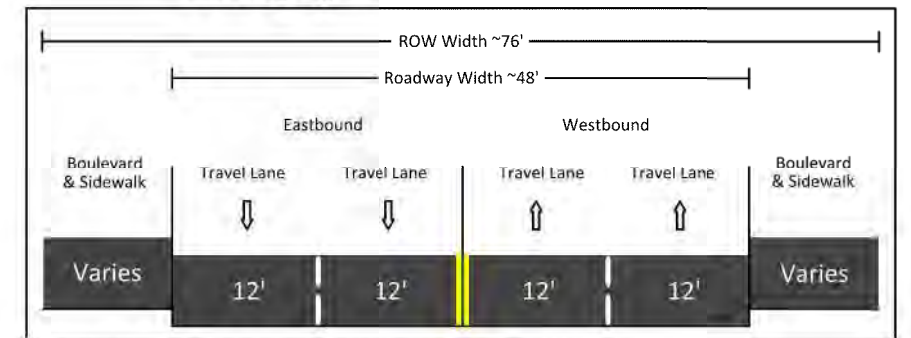 ROW Width ~76'
Roadway Width ~48'
Eastbound Westbound
Boulevard & Sidewalk
Travel Lane Travel Lane Travel Lane Travel Lane
Boulevard & Sidewalk
Varies 12' 12' 12' 12' Varies